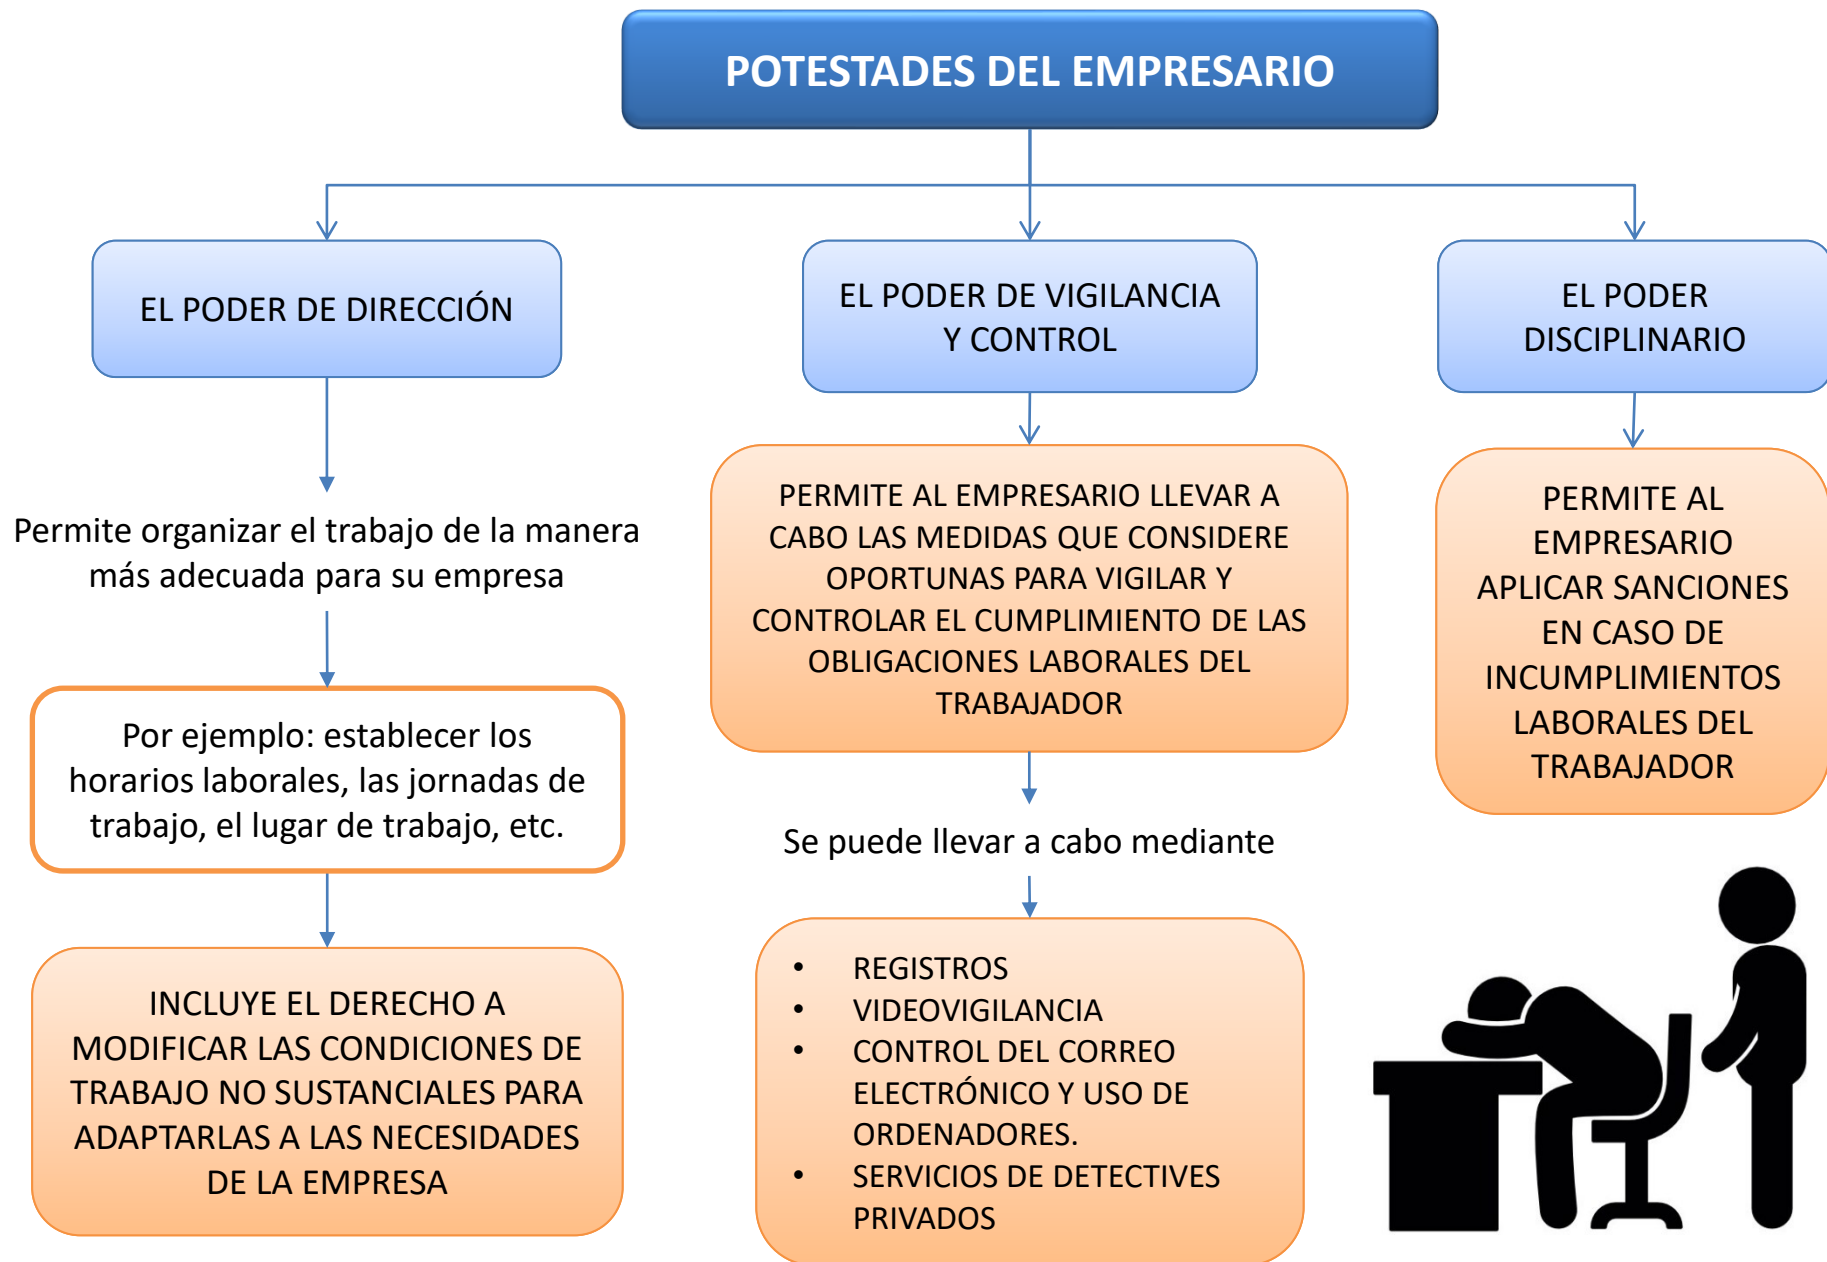 POTESTADES DEL EMPRESARIO
EL PODER DE DIRECCIÓN
Permite organizar el trabajo de la manera
más adecuada para su empresa
Por ejemplo: establecer los
horarios laborales, las jornadas de
trabajo, el lugar de trabajo, etc.
INCLUYE EL DERECHO A
MODIFICAR LAS CONDICIONES DE
TRABAJO NO SUSTANCIALES PARA
ADAPTARLAS A LAS NECESIDADES
DE LA EMPRESA
EL PODER DE VIGILANCIA
Y CONTROL
PERMITE AL EMPRESARIO LLEVAR A
CABO LAS MEDIDAS QUE CONSIDERE
OPORTUNAS PARA VIGILAR Y
CONTROLAR EL CUMPLIMIENTO DE LAS
OBLIGACIONES LABORALES DEL
TRABAJADOR
Se puede llevar a cabo mediante
• REGISTROS
• VIDEOVIGILANCIA
• CONTROL DEL CORREO
ELECTRÓNICO Y USO DE
ORDENADORES.
• SERVICIOS DE DETECTIVES
PRIVADOS
EL PODER
DISCIPLINARIO
PERMITE AL
EMPRESARIO
APLICAR SANCIONES
EN CASO DE
INCUMPLIMIENTOS
LABORALES DEL
TRABAJADOR